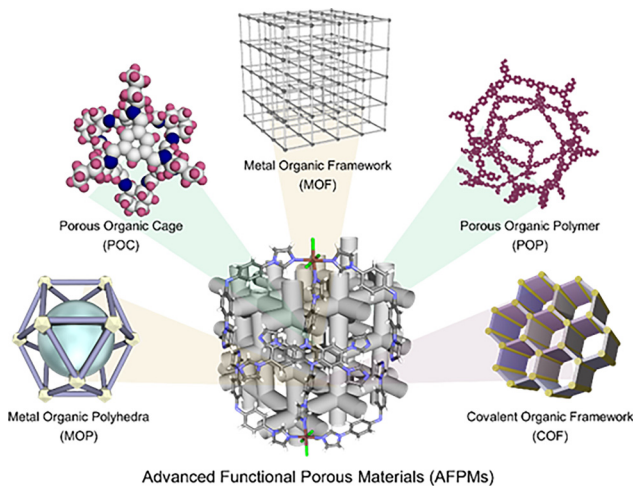 Metal Organic Framework
(MOF)
Porous Organic Cage
(POC)
Porous Organic Polymer
(POP)
Metal Organic Polyhedra
(MOP)
Covalent Organic Framework
(COF)
Advanced Functional Porous Materials (AFPMs)